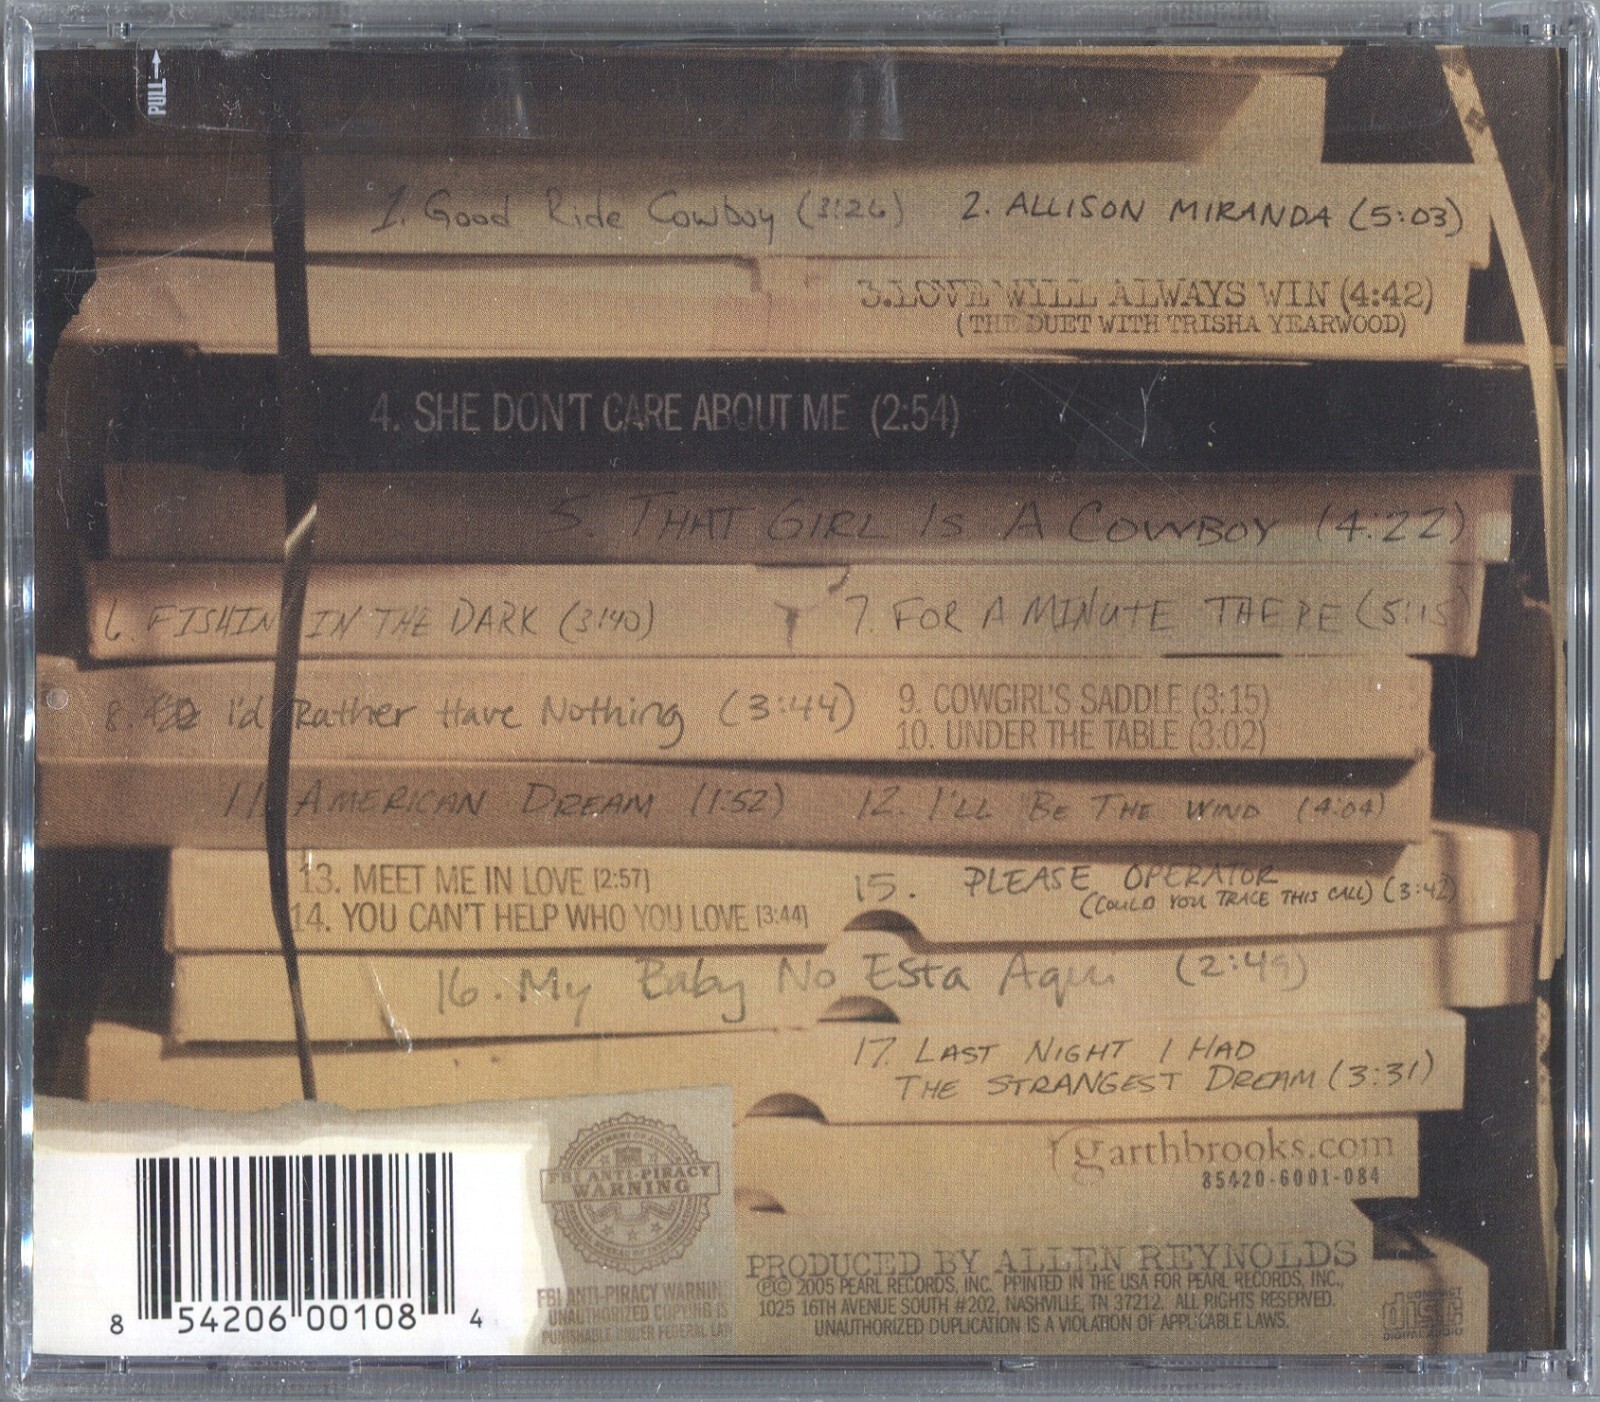 PULL
1. Good Ride Cowboy (3:26)
2. ALLISON MIRANDA (5:03)
3.LOVE WILL ALWAYS WIN (4:42)
(THE DUET WITH TRISHA YEARWOOD)
4. SHE DON'T CARE ABOUT ME (2:54)
5. THAT GIRL IS A COWBOY (4:22)
6. FISHIN IN THE DARK (3:40)
7. FOR A MINUTE THERE (5:15)
8. I'd Rather Have Nothing (3:44)
9. COWGIRL'S SADDLE (3:15)
10. UNDER THE TABLE (3:02)
11. AMERICAN DREAM (1:52)
12. I'LL BE THE WIND (4:04)
13. MEET ME IN LOVE [2:57]
14. YOU CAN'T HELP WHO YOU LOVE [3:44]
15. PLEASE OPERATOR
(COULD YOU TRACE THIS CALL) (3:42)
16. My Baby No Esta Aqui (2:49)
17. LAST NIGHT I HAD
THE STRANGEST DREAM (3:31)
garthbrooks.com
85420-6001-084
FBI ANTI-PIRACY
WARNING
FBI ANTI-PIRACY WARNIN
UNAUTHORIZED COPYING IS
PUNISHABLE UNDER FEDERAL LAW
PRODUCED BY ALLEN REYNOLDS
℗© 2005 PEARL RECORDS, INC. PRINTED IN THE USA FOR PEARL RECORDS, INC.,
1025 16TH AVENUE SOUTH #202, NASHVILLE, TN 37212. ALL RIGHTS RESERVED.
UNAUTHORIZED DUPLICATION IS A VIOLATION OF APPLICABLE LAWS.
COMPACT
disc
DIGITAL AUDIO
8 54206 00108 4